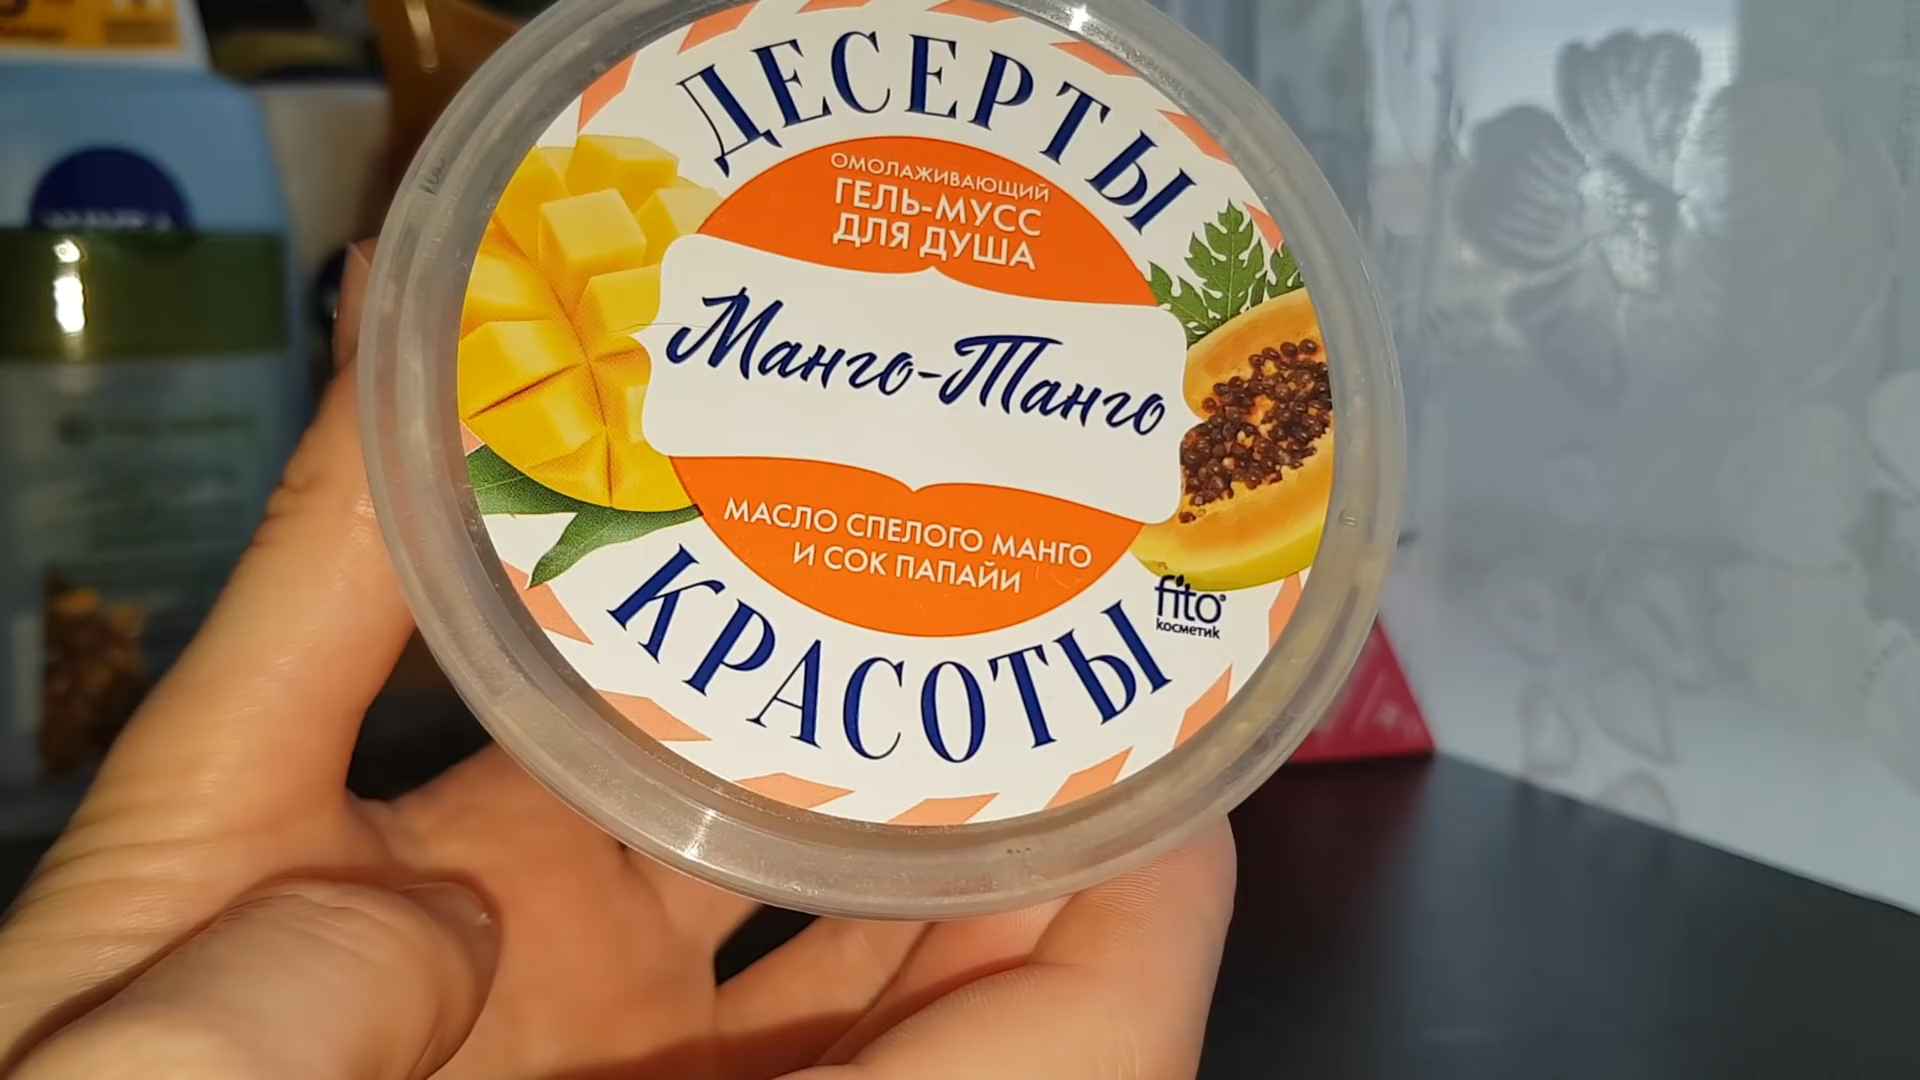 ДЕСЕРТЫ
ОМОЛАЖИВАЮЩИЙ
ГЕЛЬ-МУСС
ДЛЯ ДУША
Манго-Танго
МАСЛО СПЕЛОГО МАНГО
И СОК ПАПАЙИ
fito
косметик
КРАСОТЫ